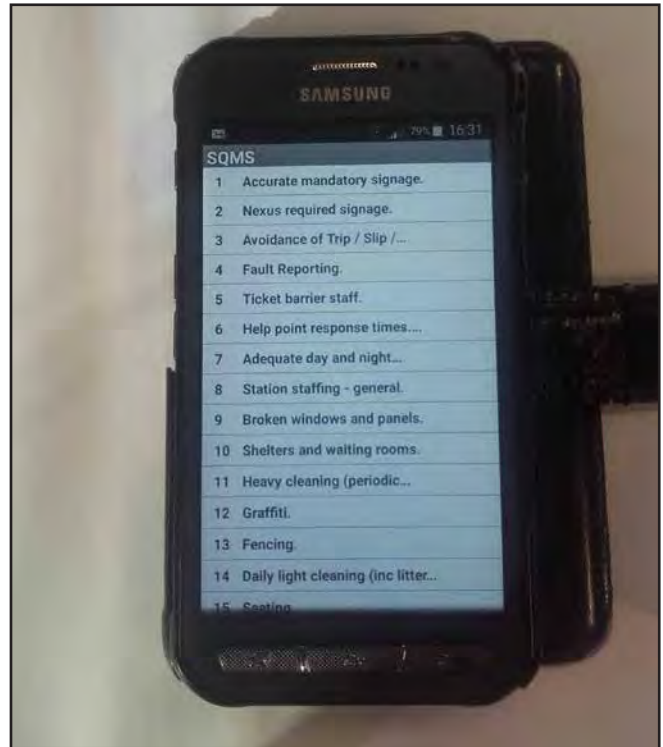 SAMSUNG
79% 16:31
SQMS
1 Accurate mandatory signage.
2 Nexus required signage.
3 Avoidance of Trip / Slip /...
4 Fault Reporting.
5 Ticket barrier staff.
6 Help point response times....
7 Adequate day and night...
8 Station staffing - general.
9 Broken windows and panels.
10 Shelters and waiting rooms.
11 Heavy cleaning (periodic...
12 Graffiti.
13 Fencing.
14 Daily light cleaning (inc litter...
15 Seating